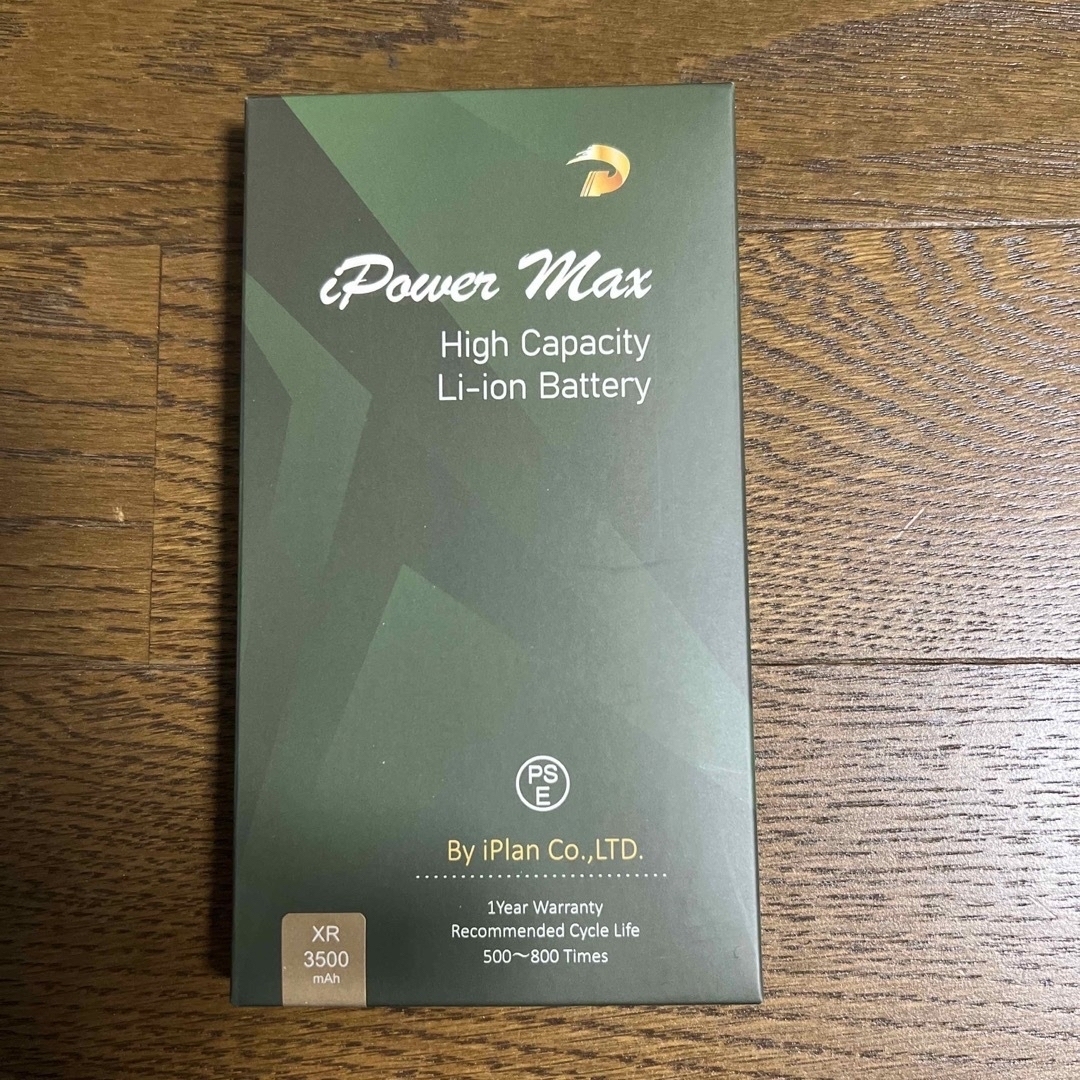 iPower Max
High Capacity
Li-ion Battery
PS
E
By iPlan Co.,LTD.
1Year Warranty
Recommended Cycle Life
500〜800 Times
XR
3500
mAh